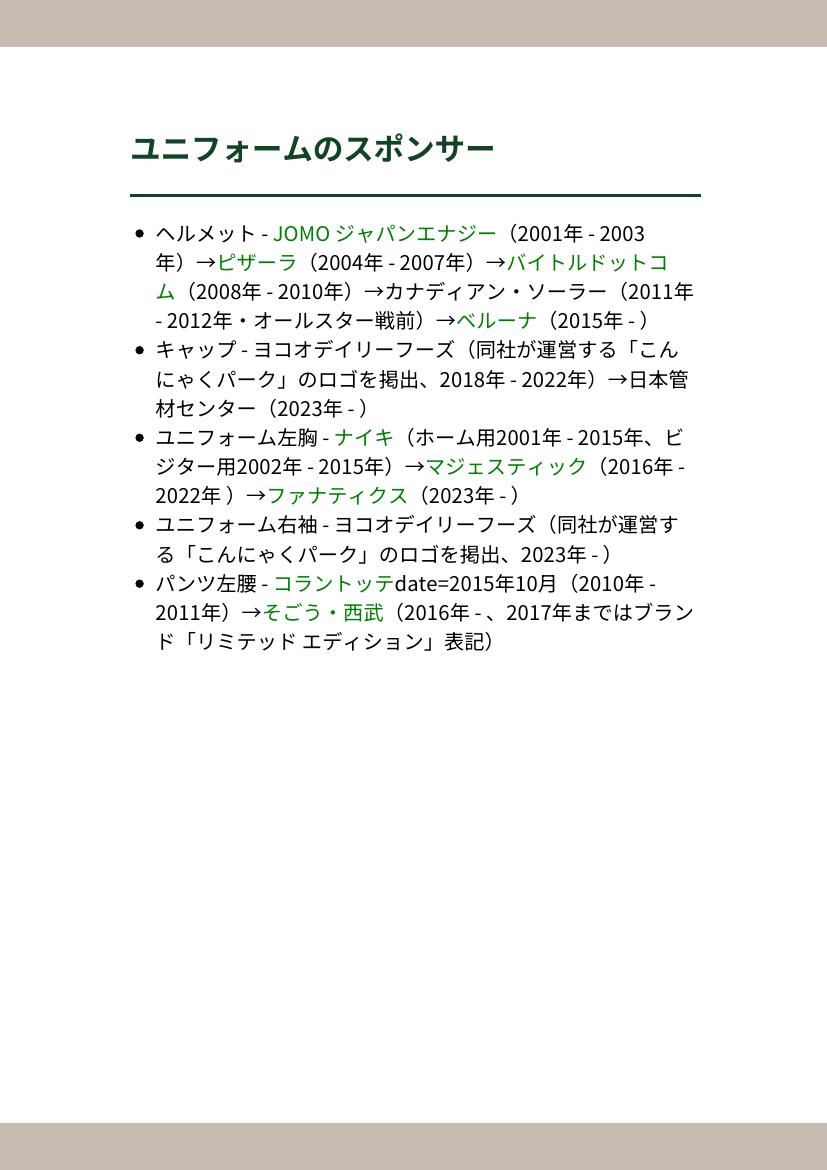 ユニフォームのスポンサー
• ヘルメット - JOMO ジャパンエナジー（2001年 - 2003
年）→ピザーラ（2004年 - 2007年）→バイトルドットコ
ム（2008年 - 2010年）→カナディアン・ソーラー（2011年
- 2012年・オールスター戦前）→ベルーナ（2015年 - ）
• キャップ - ヨコオデイリーフーズ（同社が運営する「こん
にゃくパーク」のロゴを掲出、2018年 - 2022年）→日本管
材センター（2023年 - ）
• ユニフォーム左胸 - ナイキ（ホーム用2001年 - 2015年、ビ
ジター用2002年 - 2015年）→マジェスティック（2016年 -
2022年 ）→ファナティクス（2023年 - ）
• ユニフォーム右袖 - ヨコオデイリーフーズ（同社が運営す
る「こんにゃくパーク」のロゴを掲出、2023年 - ）
• パンツ左腰 - コラントッテdate=2015年10月（2010年 -
2011年）→そごう・西武（2016年 - 、2017年まではブラン
ド「リミテッド エディション」表記）